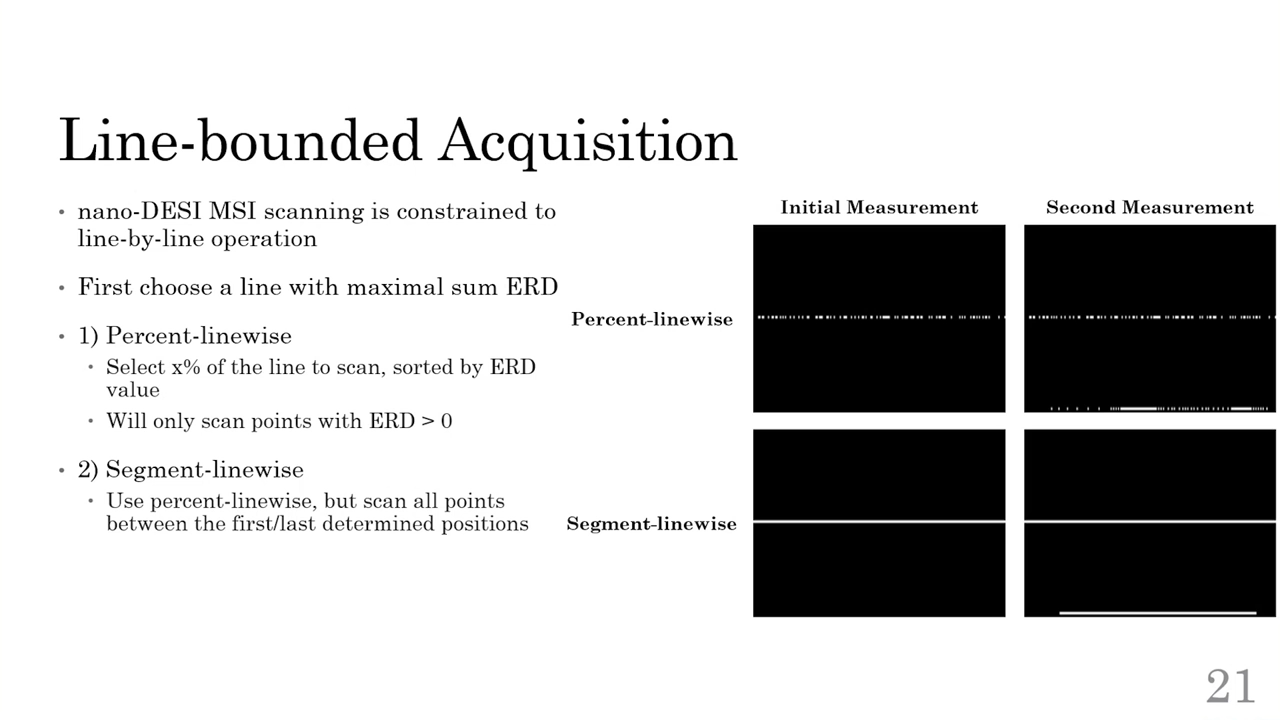 Line-bounded Acquisition
• nano-DESI MSI scanning is constrained to
line-by-line operation
• First choose a line with maximal sum ERD
• 1) Percent-linewise
• Select x% of the line to scan, sorted by ERD
value
• Will only scan points with ERD > 0
• 2) Segment-linewise
• Use percent-linewise, but scan all points
between the first/last determined positions
Initial Measurement
Second Measurement
Percent-linewise
Segment-linewise
21